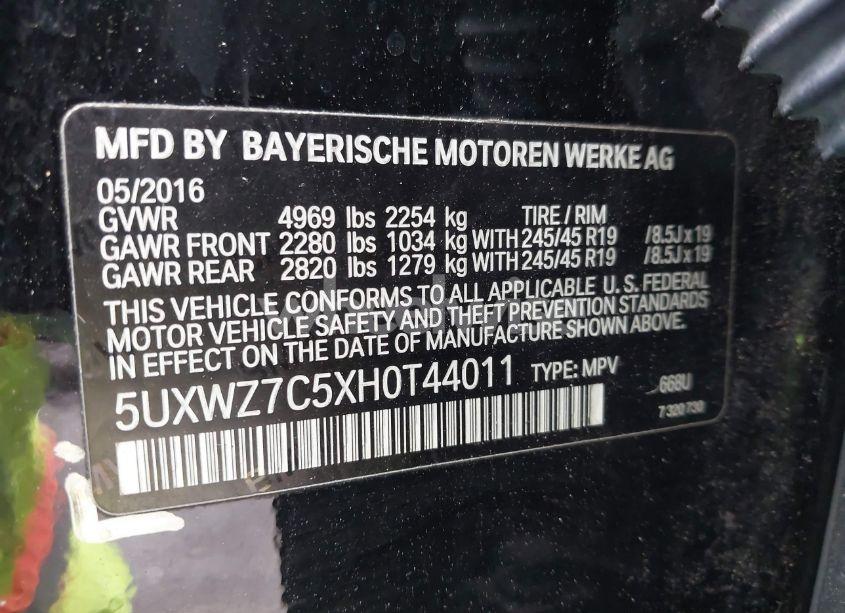 MFD BY BAYERISCHE MOTOREN WERKE AG
05/2016
GVWR 4969 lbs 2254 kg TIRE / RIM
GAWR FRONT 2280 lbs 1034 kg WITH 245/45 R19 /8.5J x 19
GAWR REAR 2820 lbs 1279 kg WITH 245/45 R19 /8.5J x 19
THIS VEHICLE CONFORMS TO ALL APPLICABLE U. S. FEDERAL
MOTOR VEHICLE SAFETY AND THEFT PREVENTION STANDARDS
IN EFFECT ON THE DATE OF MANUFACTURE SHOWN ABOVE.
5UXWZ7C5XH0T44011 TYPE: MPV
668U
7 320 730